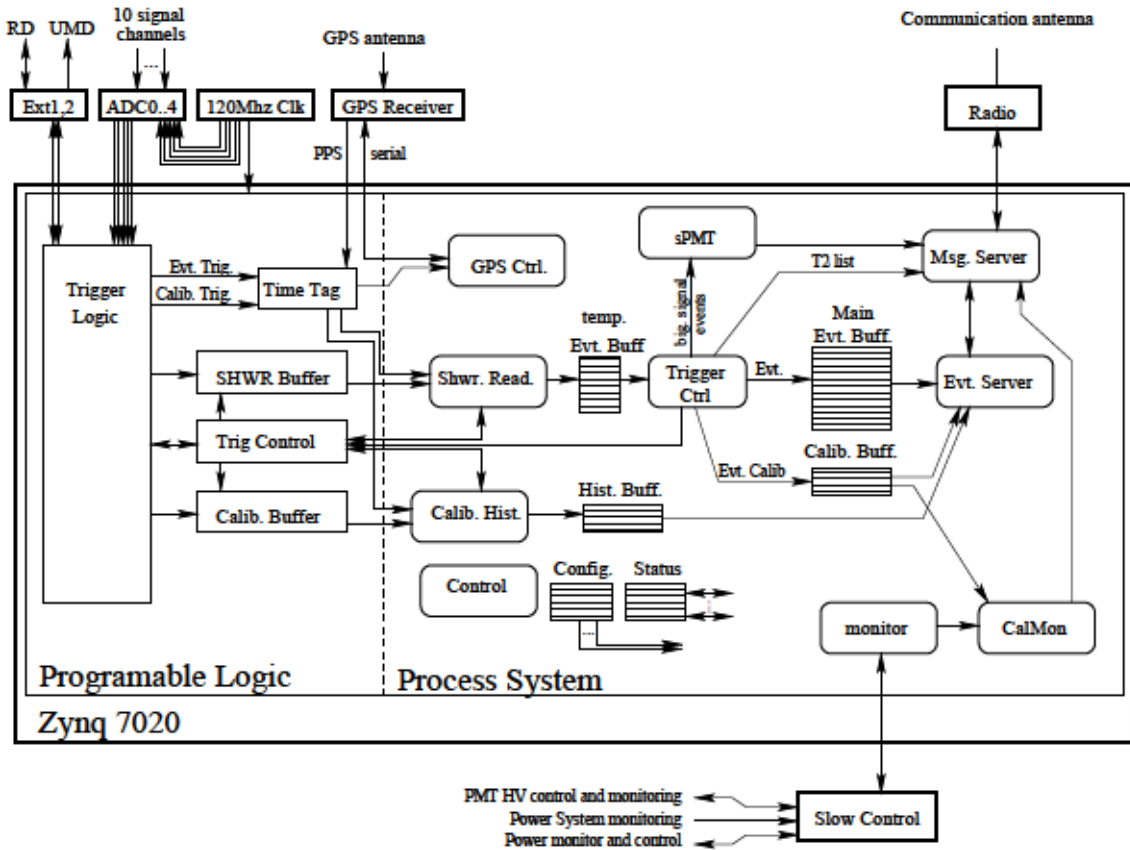 RD
UMD
10 signal
channels
GPS antenna
Communication antenna
Ext1,2
ADC0..4
120Mhz Clk
GPS Receiver
Radio
PPS
serial
Trigger
Logic
Evt. Trig.
Calib. Trig.
Time Tag
GPS Ctrl.
sPMT
Msg. Server
T2 list
big. signal
events
temp.
Evt. Buff
Main
Evt. Buff.
SHWR Buffer
Shwr. Read.
Trigger
Ctrl
Evt.
Evt. Server
Trig Control
Calib. Buff.
Evt. Calib
Calib. Buffer
Calib. Hist.
Hist. Buff.
Control
Config.
Status
monitor
CalMon
Programable Logic
Process System
Zynq 7020
PMT HV control and monitoring
Power System monitoring
Power monitor and control
Slow Control